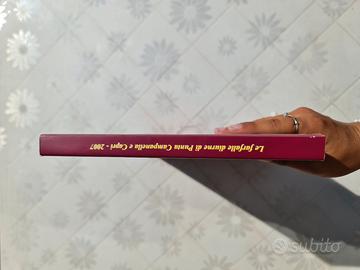 Le farfalle diurne di Punta Campanella e Capri - 2007
subito